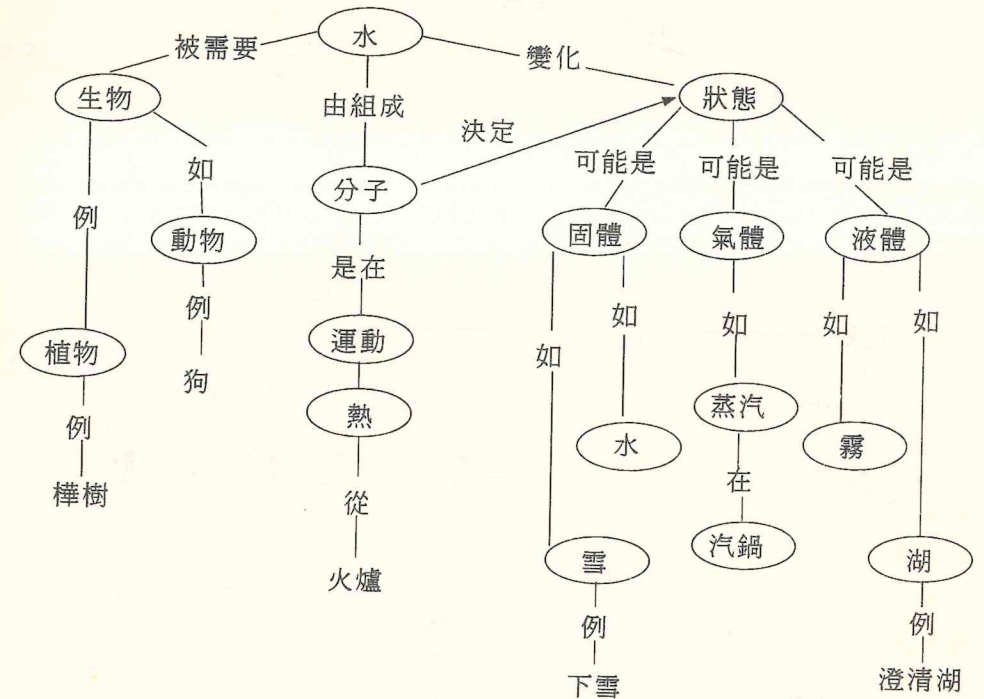 水
被需要
變化
生物
由組成
狀態
決定
如
分子
可能是
可能是
可能是
例
動物
固體
氣體
液體
是在
例
如
如
如
如
如
植物
運動
狗
蒸汽
例
熱
水
霧
在
樺樹
從
汽鍋
雪
湖
火爐
例
例
下雪
澄清湖